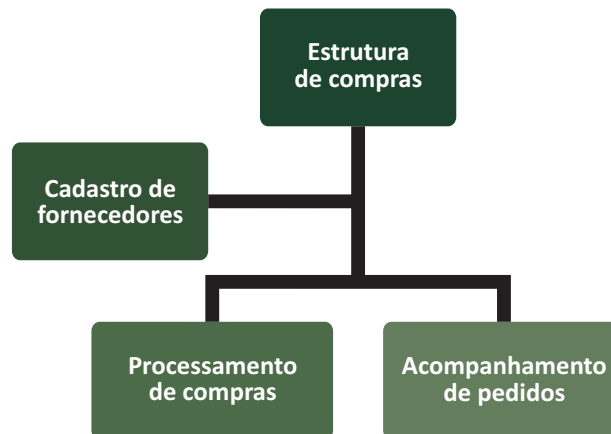 Estrutura
de compras
Cadastro de
fornecedores
Processamento
de compras
Acompanhamento
de pedidos